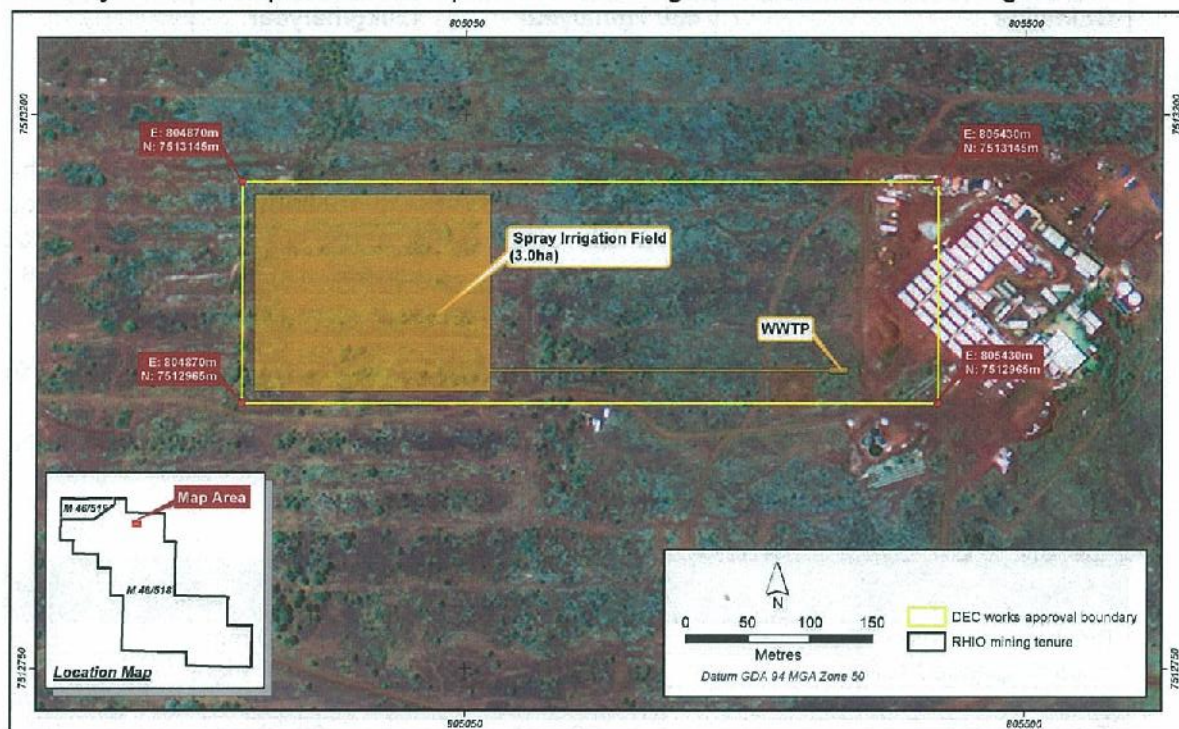 805050
805500
7513200
7513200
E: 804870m
N: 7513145m
E: 805430m
N: 7513145m
Spray Irrigation Field
(3.0ha)
WWTP
E: 804870m
N: 7512965m
E: 805430m
N: 7512965m
Map Area
M 46/518
Location Map
N
0 50 100 150
Metres
Datum GDA 94 MGA Zone 50
DEC works approval boundary
RHIO mining tenure
7512750
7512750
805050
805500